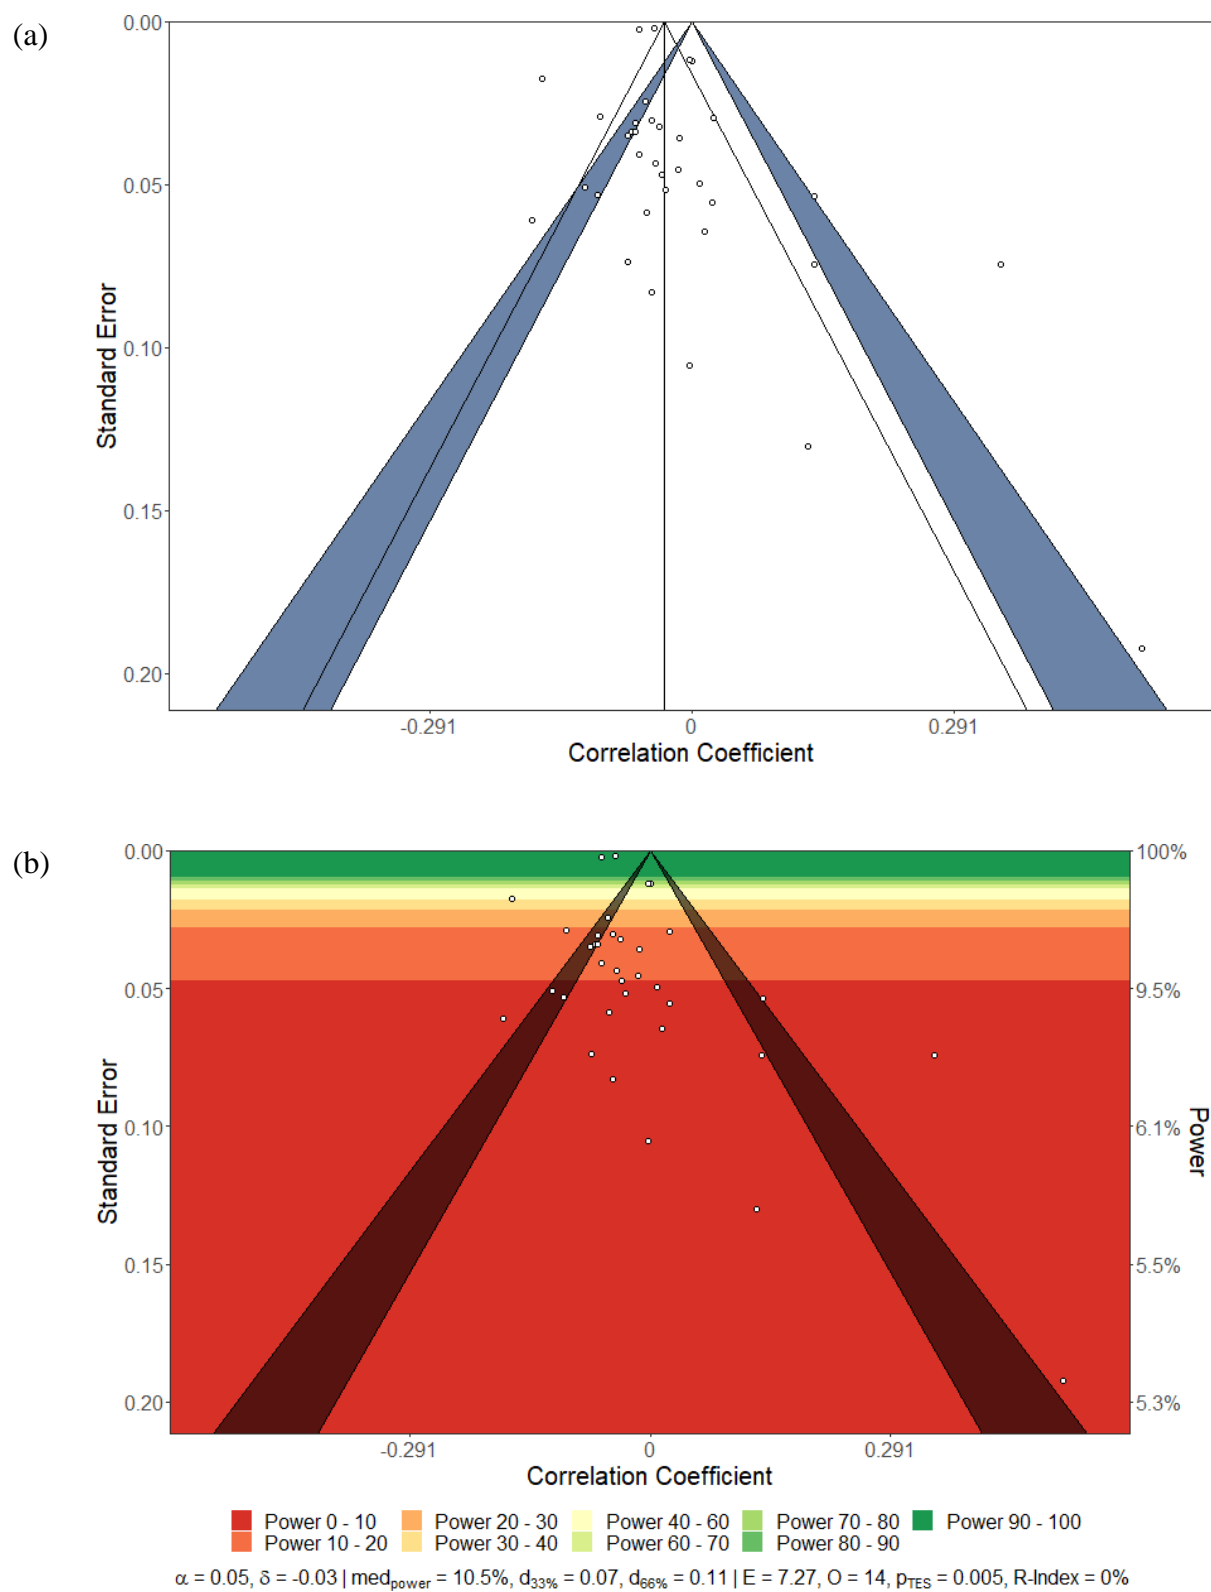 (a)
0.00
0.05
0.10
0.15
0.20
Standard Error
-0.291 0 0.291
Correlation Coefficient
(b)
0.00 100%
0.05 9.5%
0.10 6.1%
0.15 5.5%
0.20 5.3%
Standard Error
Power
-0.291 0 0.291
Correlation Coefficient
Power 0 - 10 Power 20 - 30 Power 40 - 60 Power 70 - 80 Power 90 - 100
Power 10 - 20 Power 30 - 40 Power 60 - 70 Power 80 - 90
α = 0.05, δ = -0.03 | med_power = 10.5%, d_33% = 0.07, d_66% = 0.11 | E = 7.27, O = 14, p_TES = 0.005, R-Index = 0%